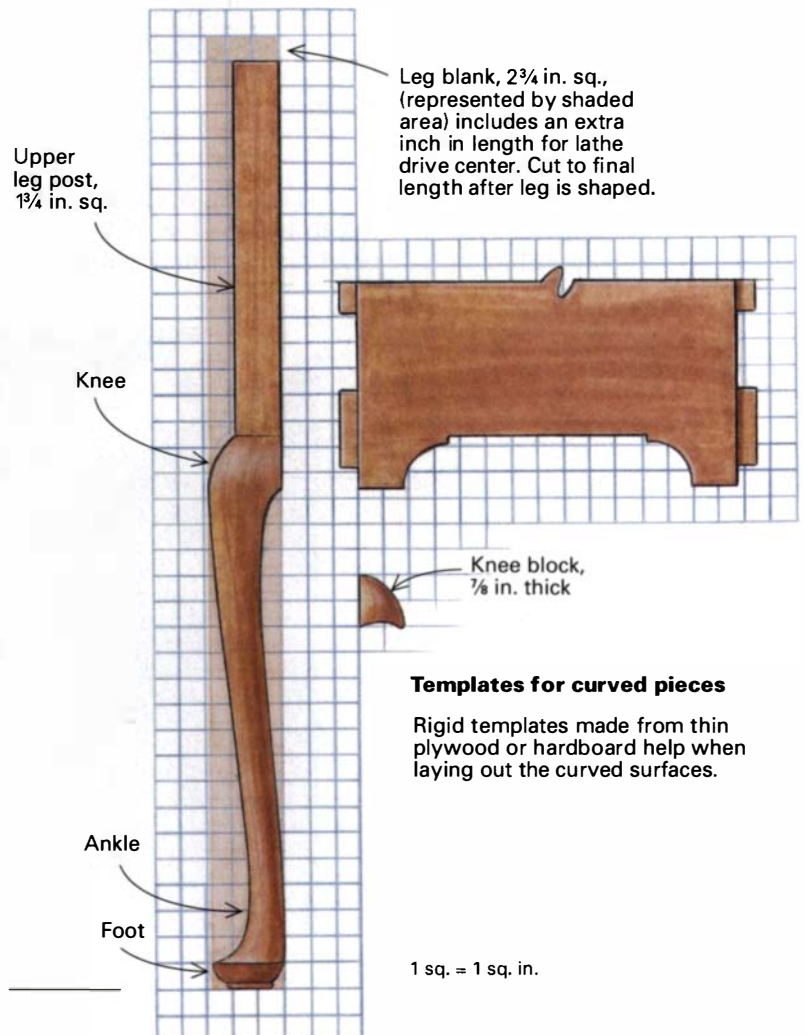 Leg blank, 2¾ in. sq.,
(represented by shaded
area) includes an extra
inch in length for lathe
drive center. Cut to final
length after leg is shaped.
Upper
leg post,
1¾ in. sq.
Knee
Knee block,
⅞ in. thick
Templates for curved pieces
Rigid templates made from thin
plywood or hardboard help when
laying out the curved surfaces.
Ankle
Foot
1 sq. = 1 sq. in.